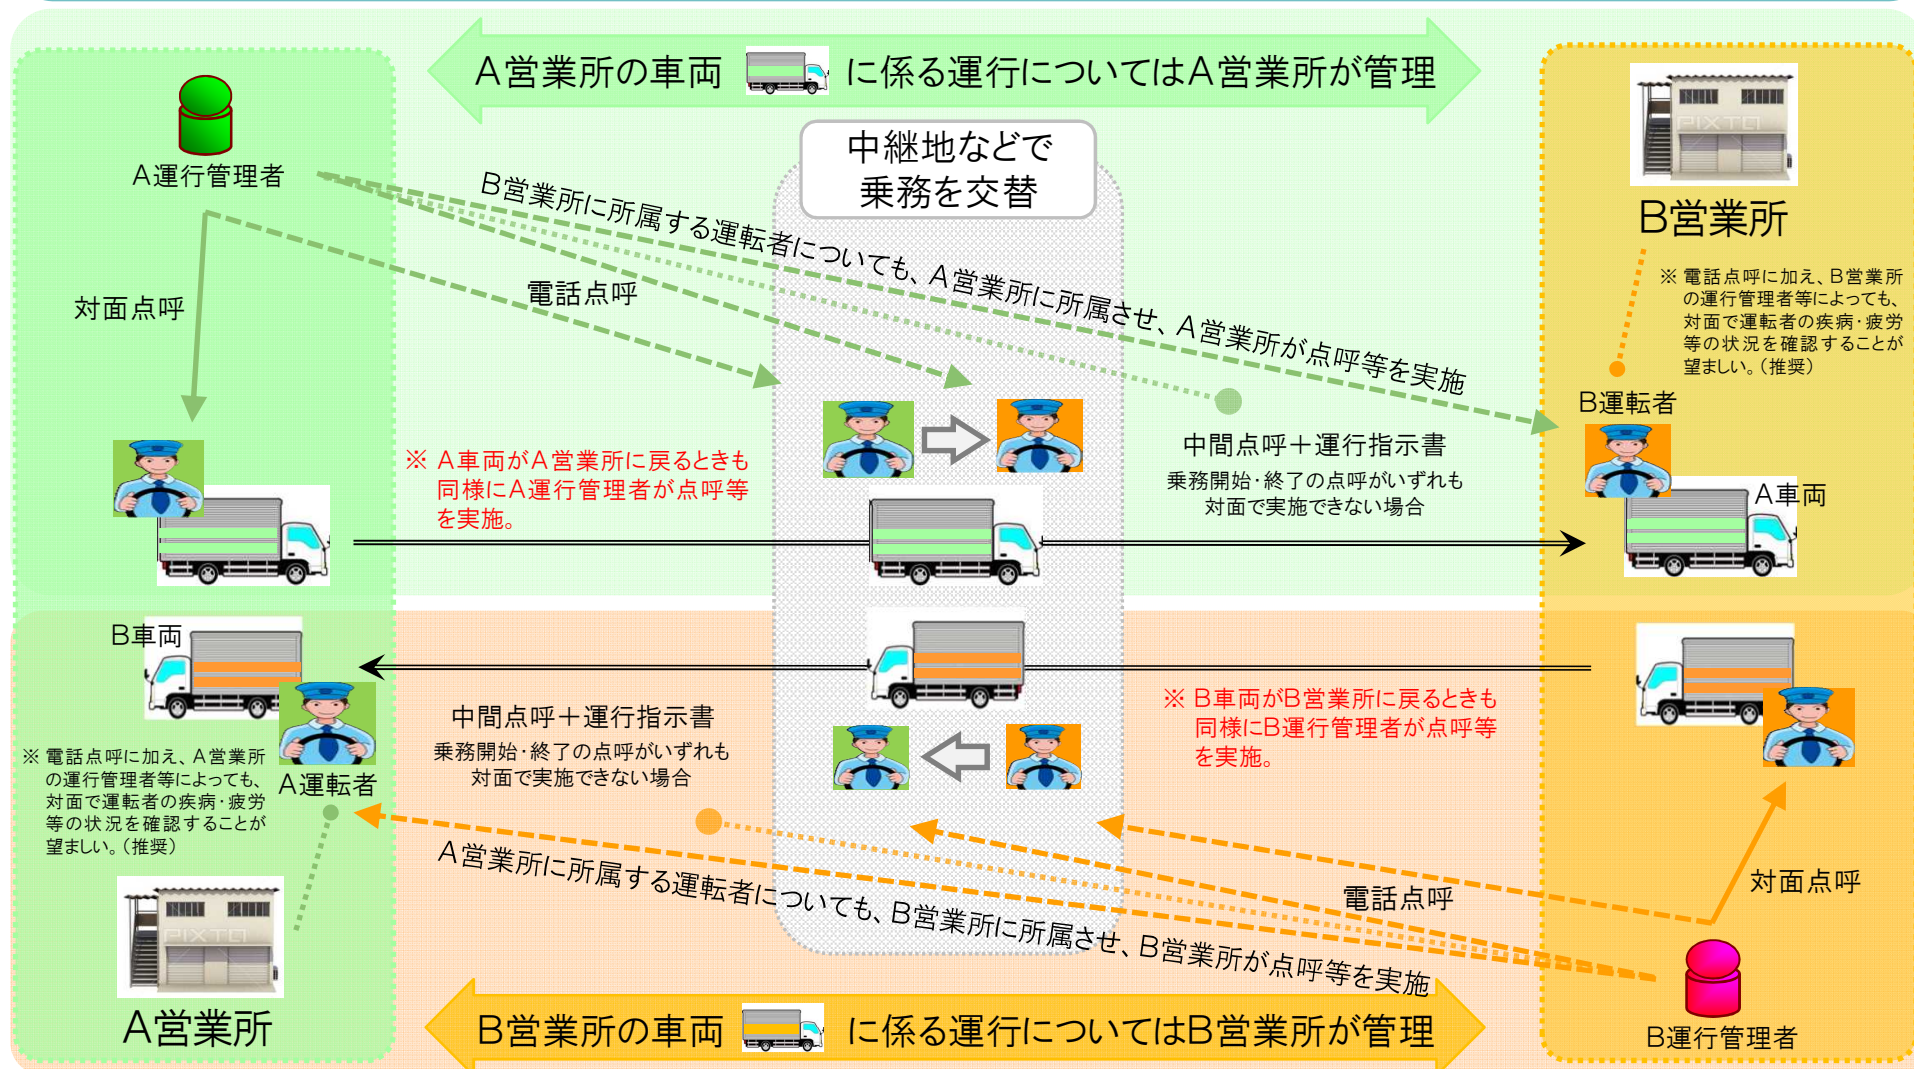 A営業所の車両 に係る運行についてはA営業所が管理
A運行管理者
中継地などで
乗務を交替
B営業所に所属する運転者についても、A営業所に所属させ、A営業所が点呼等を実施
対面点呼
電話点呼
PIXTA
B営業所
※ 電話点呼に加え、B営業所
の運行管理者等によっても、
対面で運転者の疾病・疲労
等の状況を確認することが
望ましい。（推奨）
B運転者
A車両
※ A車両がA営業所に戻るときも
同様にA運行管理者が点呼等
を実施。
中間点呼＋運行指示書
乗務開始・終了の点呼がいずれも
対面で実施できない場合
B車両
A運転者
※ 電話点呼に加え、A営業所
の運行管理者等によっても、
対面で運転者の疾病・疲労
等の状況を確認することが
望ましい。（推奨）
中間点呼＋運行指示書
乗務開始・終了の点呼がいずれも
対面で実施できない場合
※ B車両がB営業所に戻るときも
同様にB運行管理者が点呼等
を実施。
A営業所に所属する運転者についても、B営業所に所属させ、B営業所が点呼等を実施
電話点呼
対面点呼
PIXTA
A営業所
B営業所の車両 に係る運行についてはB営業所が管理
B運行管理者